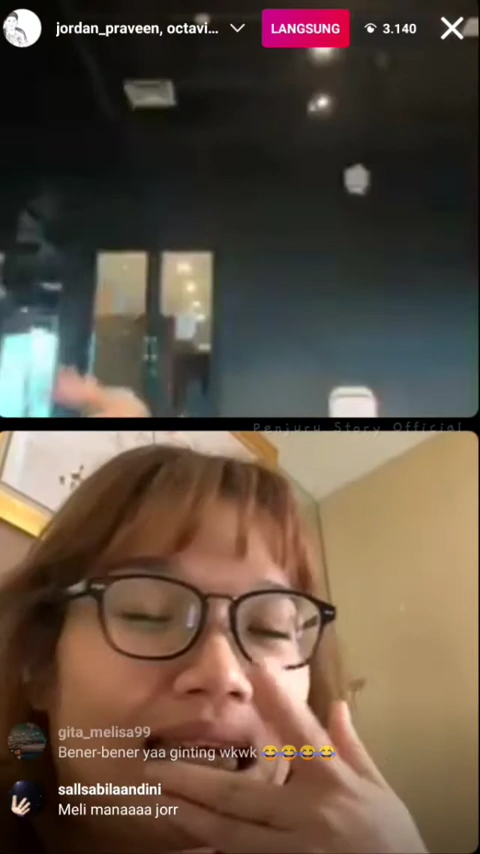 jordan_praveen, octavi... LANGSUNG 3.140
Penjuru Story Official
gita_melisa99
Bener-bener yaa ginting wkwk 😂😂😂😂
sallsabilaandini
Meli manaaaa jorr